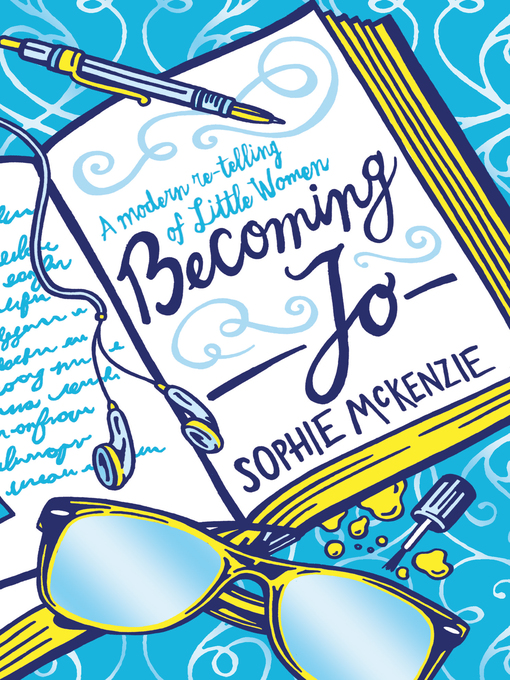 A modern re-telling
of Little Women
Becoming
Jo
SOPHIE McKENZIE